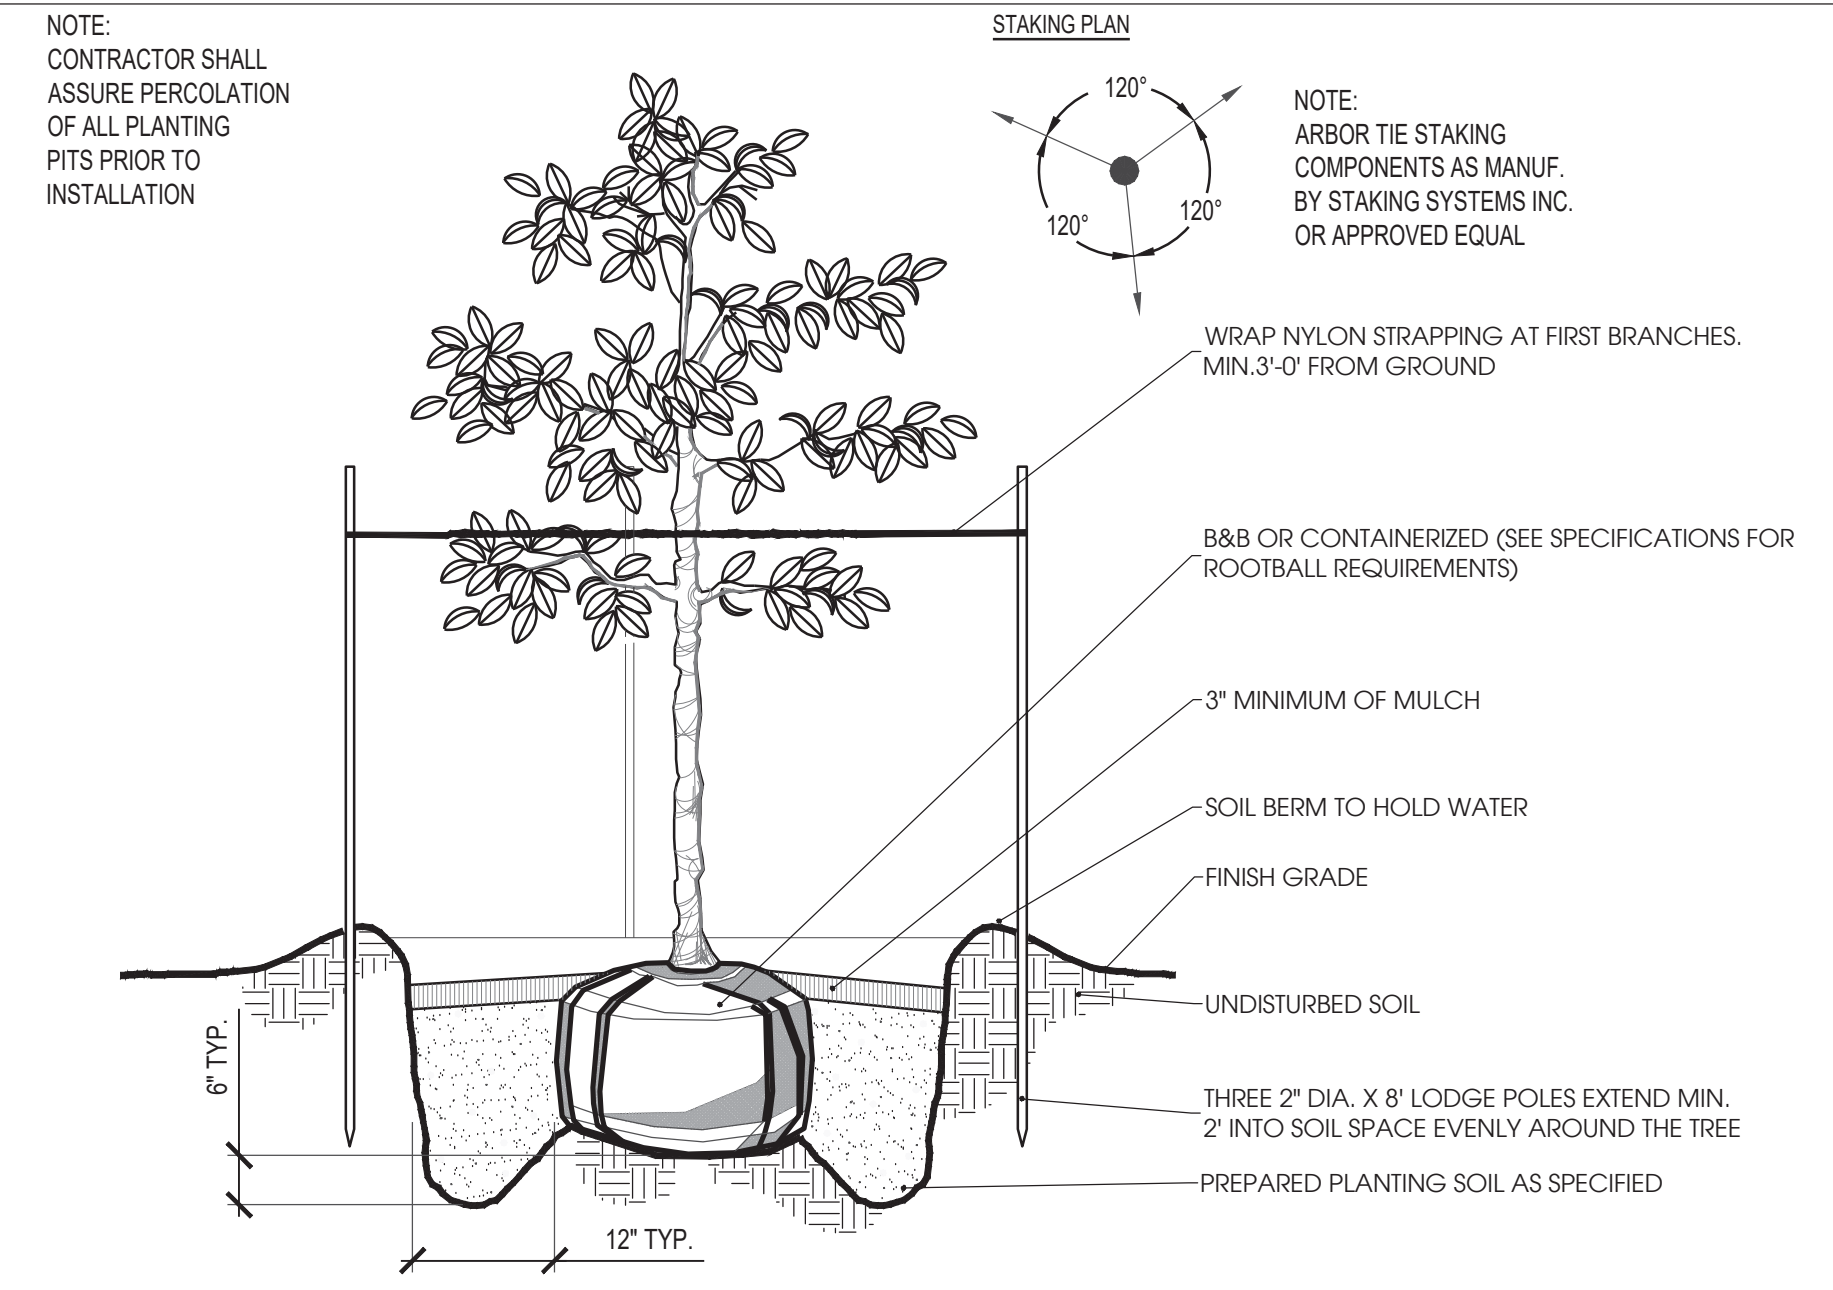 NOTE:
CONTRACTOR SHALL
ASSURE PERCOLATION
OF ALL PLANTING
PITS PRIOR TO
INSTALLATION
STAKING PLAN
120°
120°
120°
NOTE:
ARBOR TIE STAKING
COMPONENTS AS MANUF.
BY STAKING SYSTEMS INC.
OR APPROVED EQUAL
WRAP NYLON STRAPPING AT FIRST BRANCHES.
MIN.3'-0' FROM GROUND
B&B OR CONTAINERIZED (SEE SPECIFICATIONS FOR
ROOTBALL REQUIREMENTS)
3" MINIMUM OF MULCH
SOIL BERM TO HOLD WATER
FINISH GRADE
UNDISTURBED SOIL
THREE 2" DIA. X 8' LODGE POLES EXTEND MIN.
2' INTO SOIL SPACE EVENLY AROUND THE TREE
PREPARED PLANTING SOIL AS SPECIFIED
6" TYP.
12" TYP.